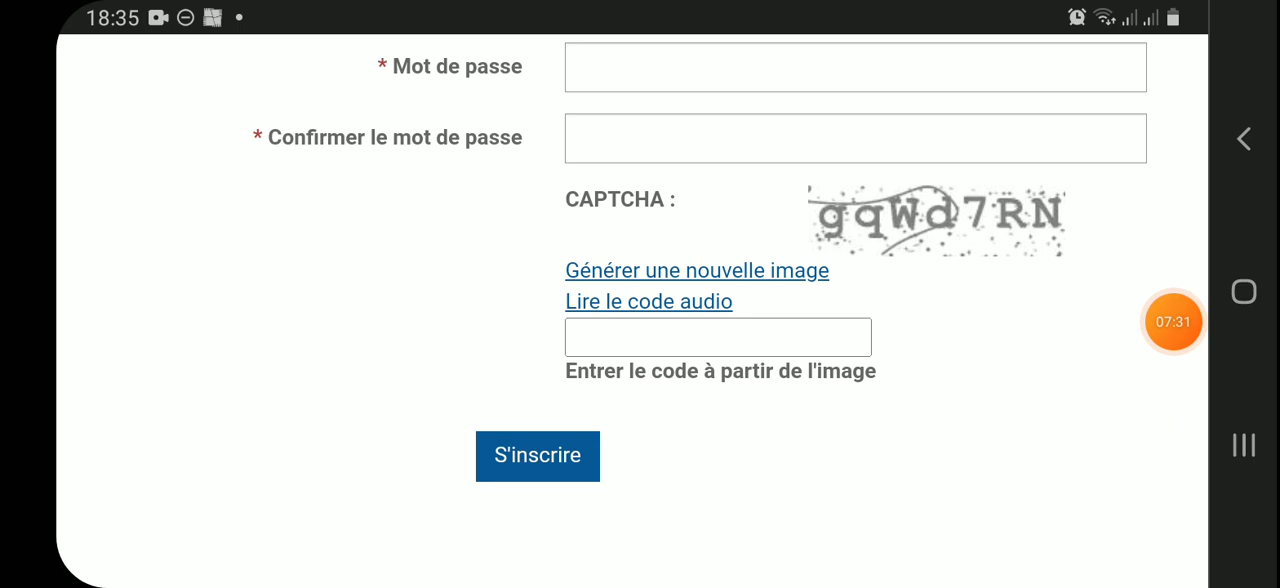 18:35
* Mot de passe
* Confirmer le mot de passe
CAPTCHA : gqWd7RN
Générer une nouvelle image
Lire le code audio
07:31
Entrer le code à partir de l'image
S'inscrire